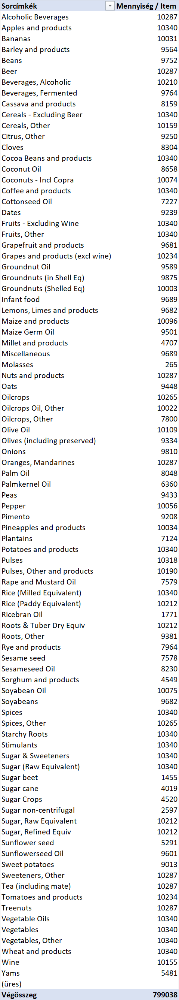 Sorcímkék Mennyiség / Item
Alcoholic Beverages 10287
Apples and products 10340
Bananas 10031
Barley and products 9564
Beans 9752
Beer 10287
Beverages, Alcoholic 10210
Beverages, Fermented 9764
Cassava and products 8159
Cereals - Excluding Beer 10340
Cereals, Other 10159
Citrus, Other 9250
Cloves 8304
Cocoa Beans and products 10340
Coconut Oil 8658
Coconuts - Incl Copra 10074
Coffee and products 10340
Cottonseed Oil 7227
Dates 9239
Fruits - Excluding Wine 10340
Fruits, Other 10340
Grapefruit and products 9681
Grapes and products (excl wine) 10234
Groundnut Oil 9589
Groundnuts (in Shell Eq) 9875
Groundnuts (Shelled Eq) 10003
Infant food 9689
Lemons, Limes and products 9682
Maize and products 10096
Maize Germ Oil 9501
Millet and products 4707
Miscellaneous 9689
Molasses 265
Nuts and products 10287
Oats 9448
Oilcrops 10265
Oilcrops Oil, Other 10022
Oilcrops, Other 7800
Olive Oil 10109
Olives (including preserved) 9334
Onions 9810
Oranges, Mandarines 10287
Palm Oil 8048
Palmkernel Oil 6360
Peas 9433
Pepper 10056
Pimento 9208
Pineapples and products 10034
Plantains 7124
Potatoes and products 10340
Pulses 10318
Pulses, Other and products 10190
Rape and Mustard Oil 7579
Rice (Milled Equivalent) 10340
Rice (Paddy Equivalent) 10212
Ricebran Oil 1771
Roots & Tuber Dry Equiv 10212
Roots, Other 9381
Rye and products 7964
Sesame seed 7578
Sesameseed Oil 8230
Sorghum and products 4549
Soyabean Oil 10075
Soyabeans 9682
Spices 10340
Spices, Other 10265
Starchy Roots 10340
Stimulants 10340
Sugar & Sweeteners 10340
Sugar (Raw Equivalent) 10340
Sugar beet 1455
Sugar cane 4019
Sugar Crops 4520
Sugar non-centrifugal 2597
Sugar, Raw Equivalent 10212
Sugar, Refined Equiv 10212
Sunflower seed 5291
Sunflowerseed Oil 9601
Sweet potatoes 9013
Sweeteners, Other 10287
Tea (including mate) 10287
Tomatoes and products 10234
Treenuts 10287
Vegetable Oils 10340
Vegetables 10340
Vegetables, Other 10340
Wheat and products 10340
Wine 10155
Yams 5481
(üres)
Végösszeg 799038